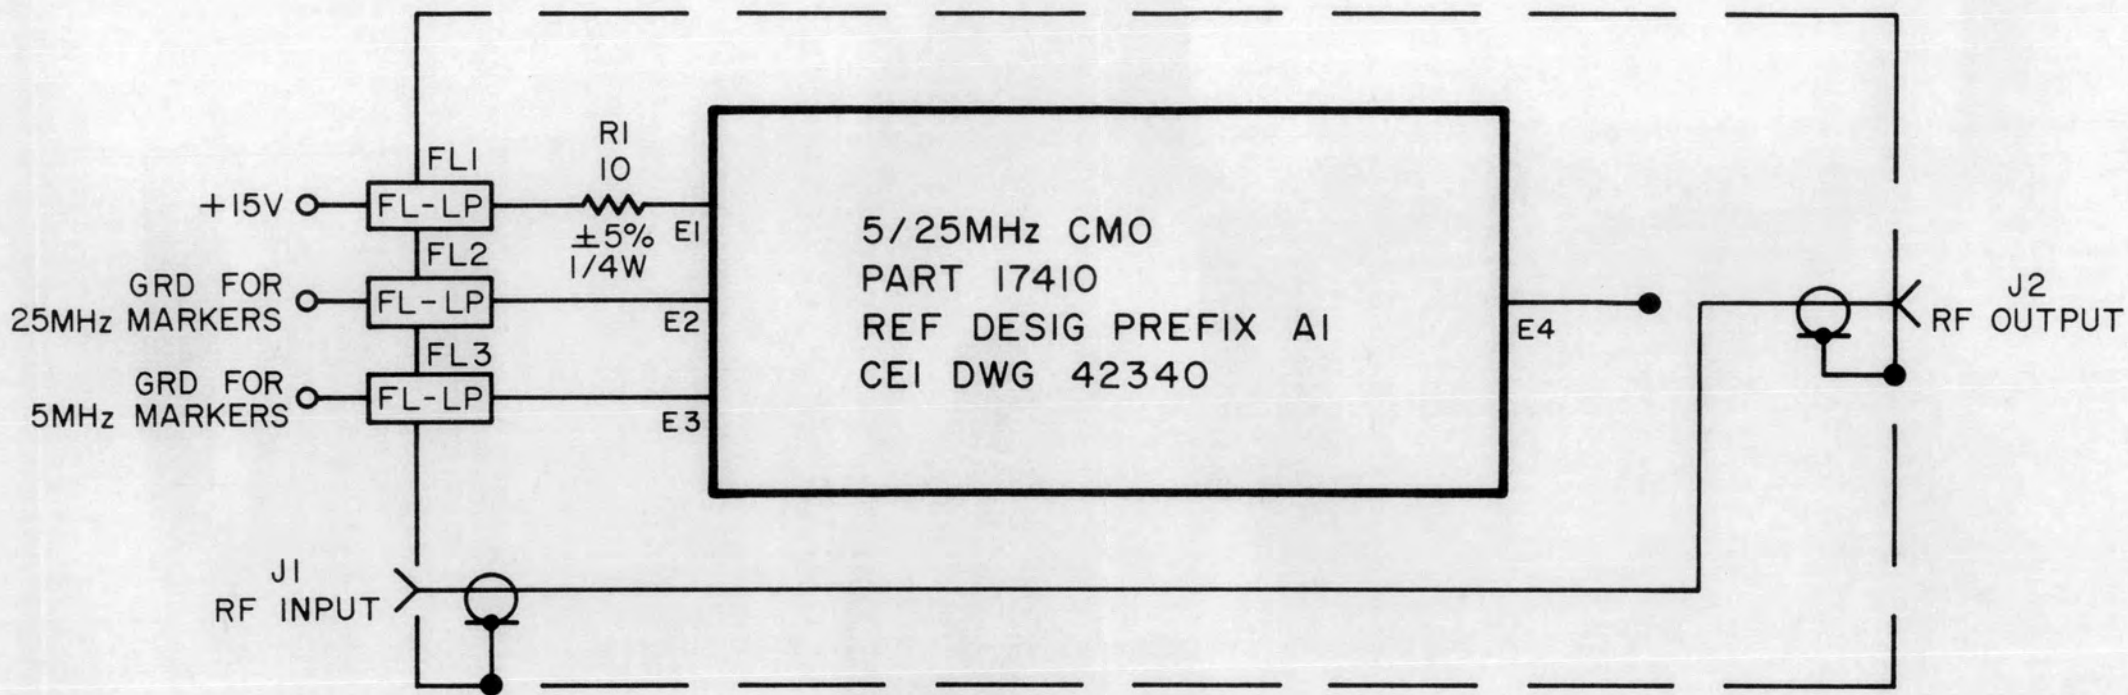 FL1
+15V
FL-LP
R1
10
±5%
1/4W
E1
FL2
GRD FOR
25MHz MARKERS
FL-LP
E2
FL3
GRD FOR
5MHz MARKERS
FL-LP
E3
5/25MHz CMO
PART 17410
REF DESIG PREFIX A1
CEI DWG 42340
E4
J2
RF OUTPUT
J1
RF INPUT